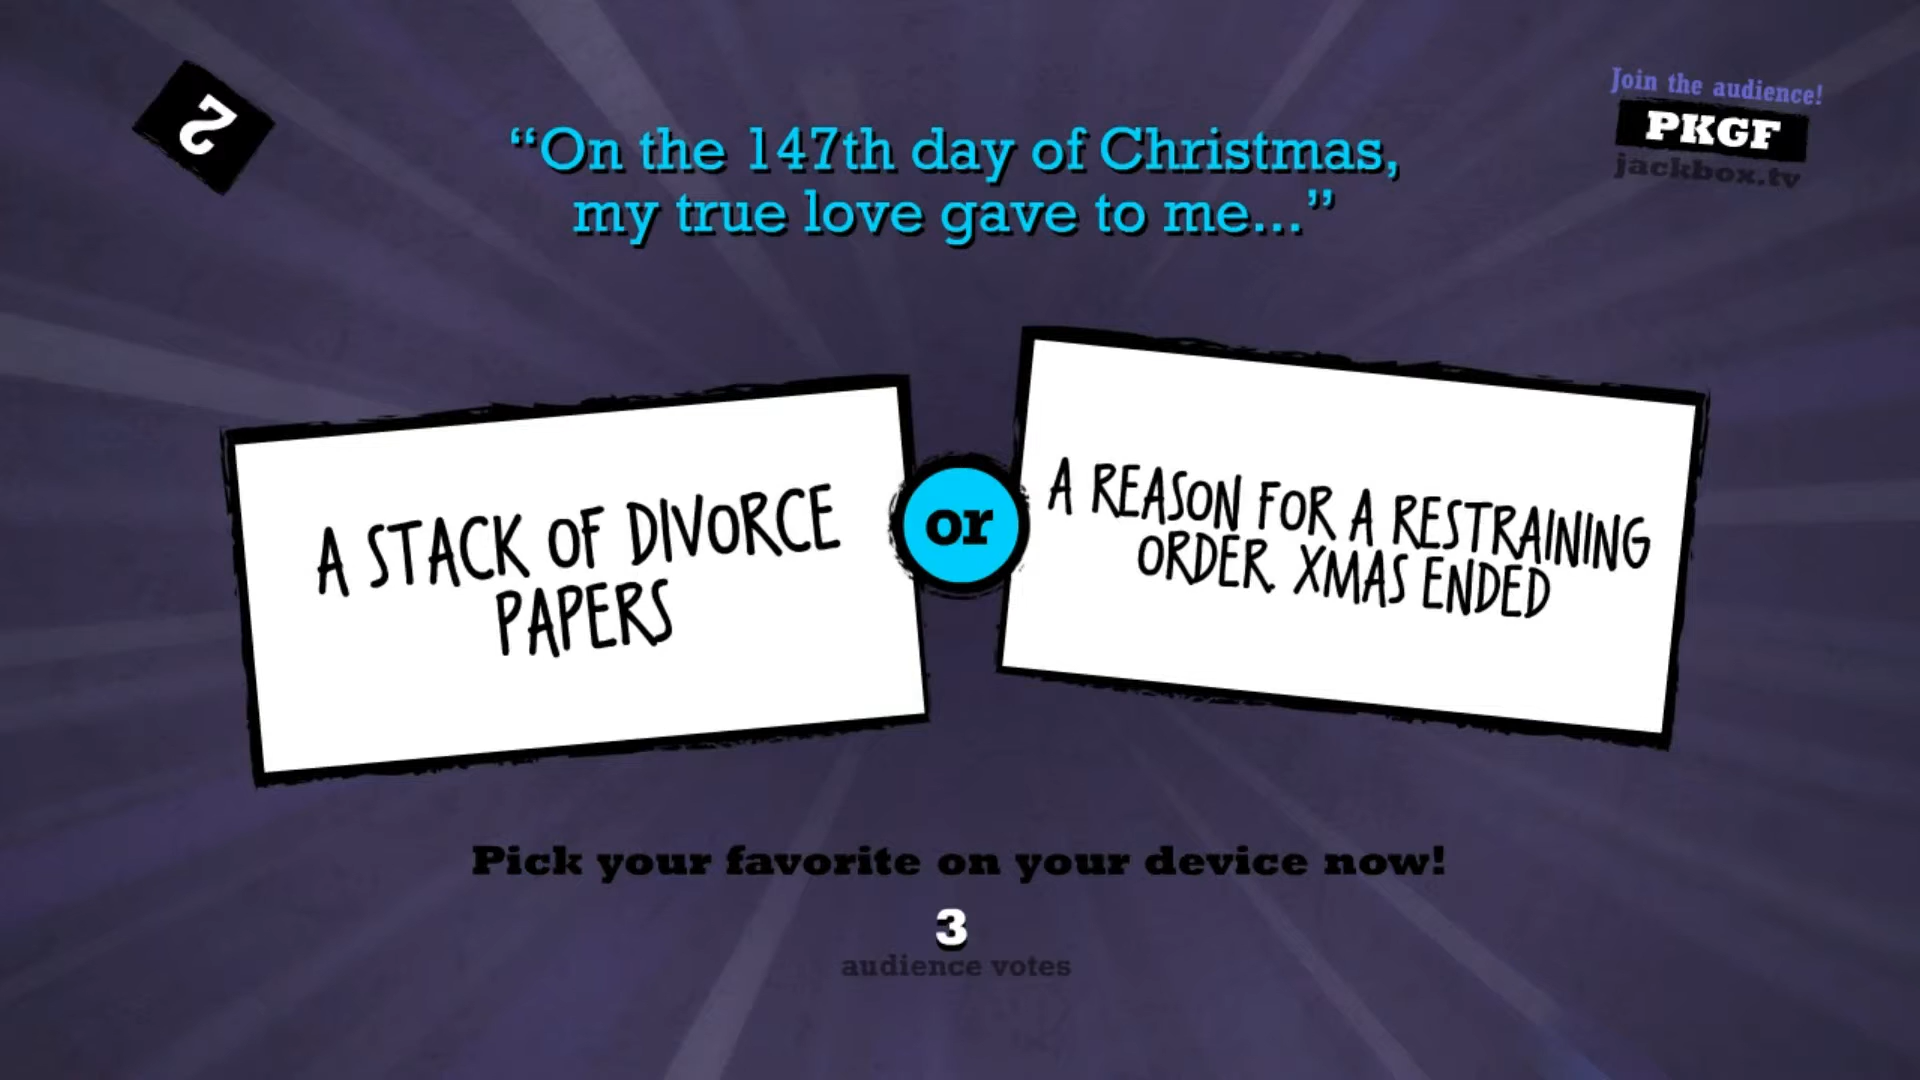 2
Join the audience!
PKGF
jackbox.tv
“On the 147th day of Christmas,
my true love gave to me...”
A STACK OF DIVORCE
PAPERS
or
A REASON FOR A RESTRAINING
ORDER. XMAS ENDED
Pick your favorite on your device now!
3
audience votes